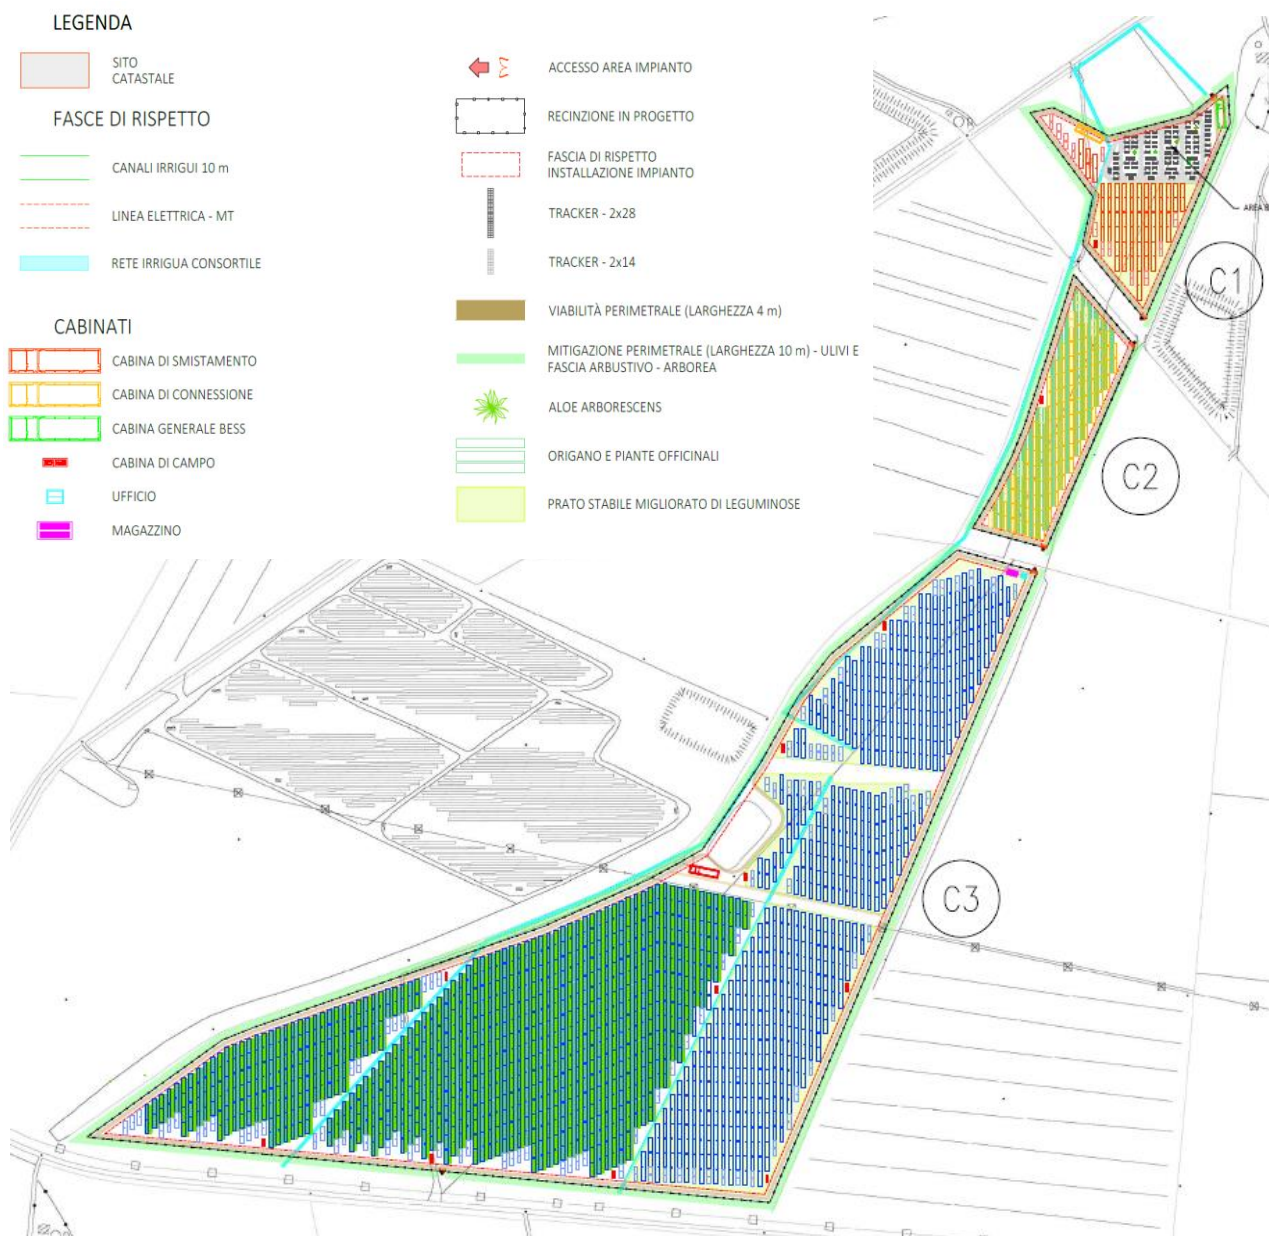 LEGENDA
SITO
CATASTALE
FASCE DI RISPETTO
CANALI IRRIGUI 10 m
LINEA ELETTRICA - MT
RETE IRRIGUA CONSORTILE
CABINATI
CABINA DI SMISTAMENTO
CABINA DI CONNESSIONE
CABINA GENERALE BESS
CABINA DI CAMPO
UFFICIO
MAGAZZINO
ACCESSO AREA IMPIANTO
RECINZIONE IN PROGETTO
FASCIA DI RISPETTO
INSTALLAZIONE IMPIANTO
TRACKER - 2x28
TRACKER - 2x14
VIABILITÀ PERIMETRALE (LARGHEZZA 4 m)
MITIGAZIONE PERIMETRALE (LARGHEZZA 10 m) - ULIVI E
FASCIA ARBUSTIVO - ARBOREA
ALOE ARBORESCENS
ORIGANO E PIANTE OFFICINALI
PRATO STABILE MIGLIORATO DI LEGUMINOSE
AREA
C1
C2
C3